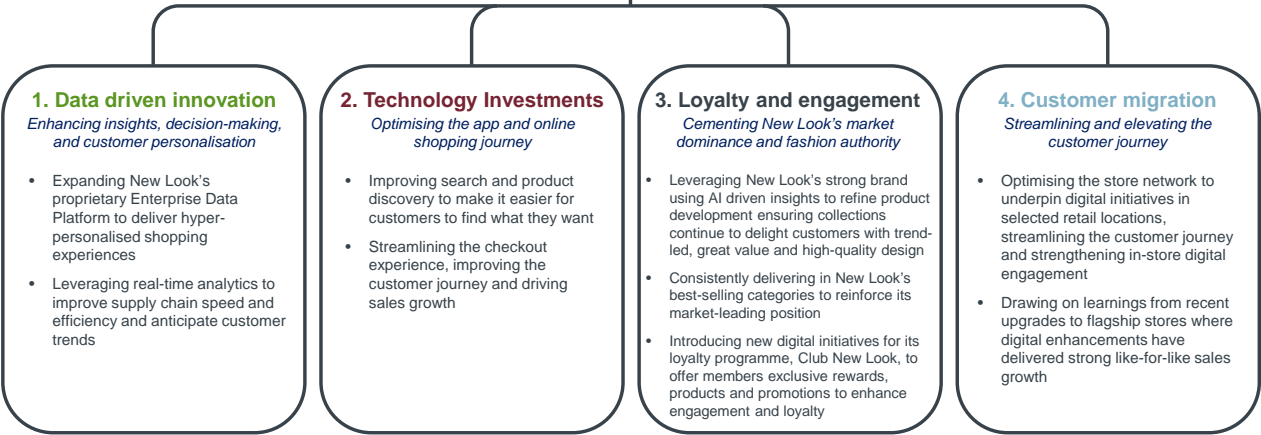 1. Data driven innovation
Enhancing insights, decision-making,
and customer personalisation
• Expanding New Look's
proprietary Enterprise Data
Platform to deliver hyper-
personalised shopping
experiences
• Leveraging real-time analytics to
improve supply chain speed and
efficiency and anticipate customer
trends
2. Technology Investments
Optimising the app and online
shopping journey
• Improving search and product
discovery to make it easier for
customers to find what they want
• Streamlining the checkout
experience, improving the
customer journey and driving
sales growth
3. Loyalty and engagement
Cementing New Look's market
dominance and fashion authority
• Leveraging New Look's strong brand
using AI driven insights to refine product
development ensuring collections
continue to delight customers with trend-
led, great value and high-quality design
• Consistently delivering in New Look's
best-selling categories to reinforce its
market-leading position
• Introducing new digital initiatives for its
loyalty programme, Club New Look, to
offer members exclusive rewards,
products and promotions to enhance
engagement and loyalty
4. Customer migration
Streamlining and elevating the
customer journey
• Optimising the store network to
underpin digital initiatives in
selected retail locations,
streamlining the customer journey
and strengthening in-store digital
engagement
• Drawing on learnings from recent
upgrades to flagship stores where
digital enhancements have
delivered strong like-for-like sales
growth